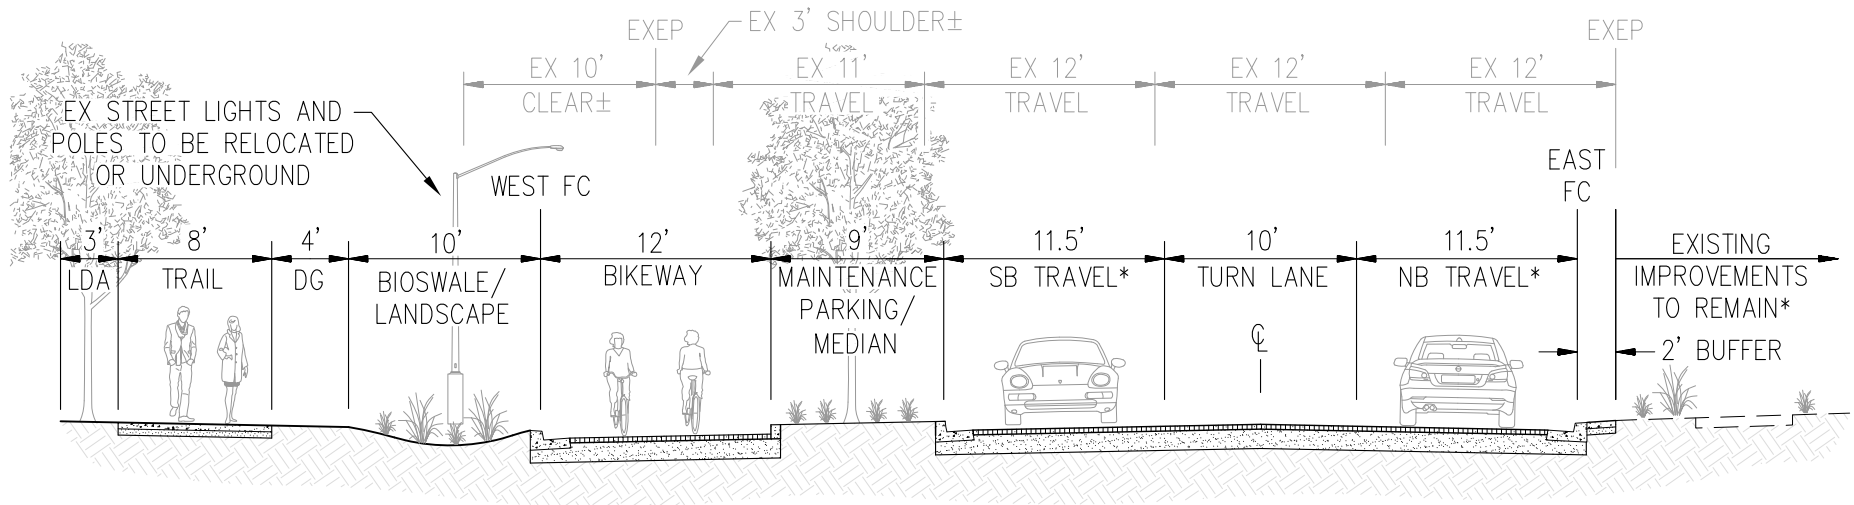 EX 3' SHOULDER±
EXEP
EXEP
EX 10'
CLEAR±
EX 11'
TRAVEL
EX 12'
TRAVEL
EX 12'
TRAVEL
EX 12'
TRAVEL
EX STREET LIGHTS AND
POLES TO BE RELOCATED
OR UNDERGROUND
WEST FC
EAST
FC
3'
LDA
8'
TRAIL
4'
DG
10'
BIOSWALE/
LANDSCAPE
12'
BIKEWAY
9'
MAINTENANCE
PARKING/
MEDIAN
11.5'
SB TRAVEL*
10'
TURN LANE
℄
11.5'
NB TRAVEL*
EXISTING
IMPROVEMENTS
TO REMAIN*
2' BUFFER